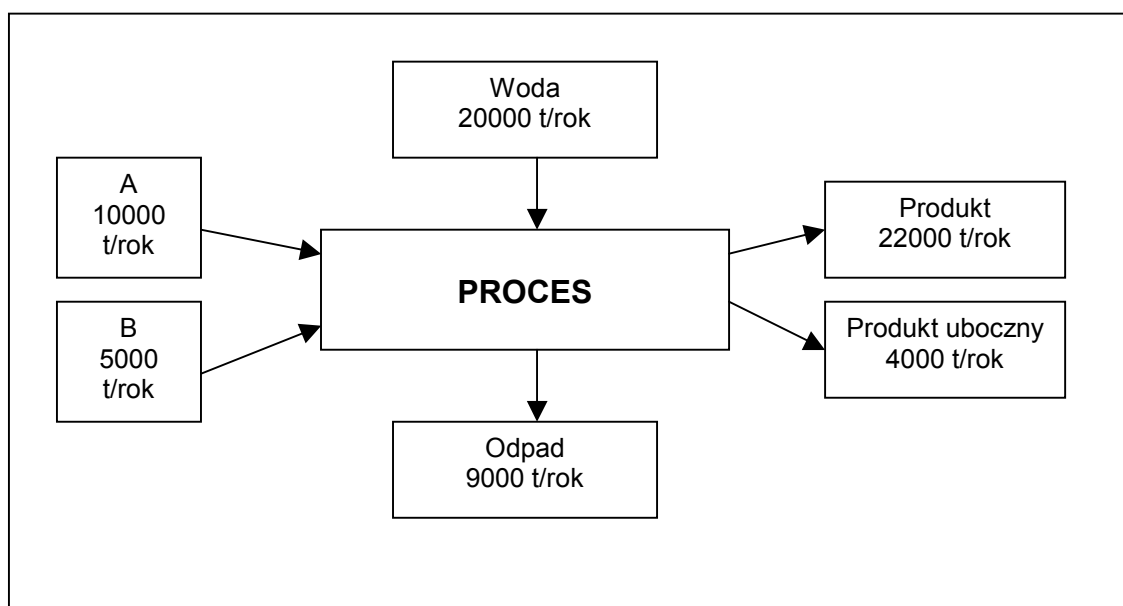 Woda
20000 t/rok
A
10000
t/rok
B
5000
t/rok
PROCES
Produkt
22000 t/rok
Produkt uboczny
4000 t/rok
Odpad
9000 t/rok